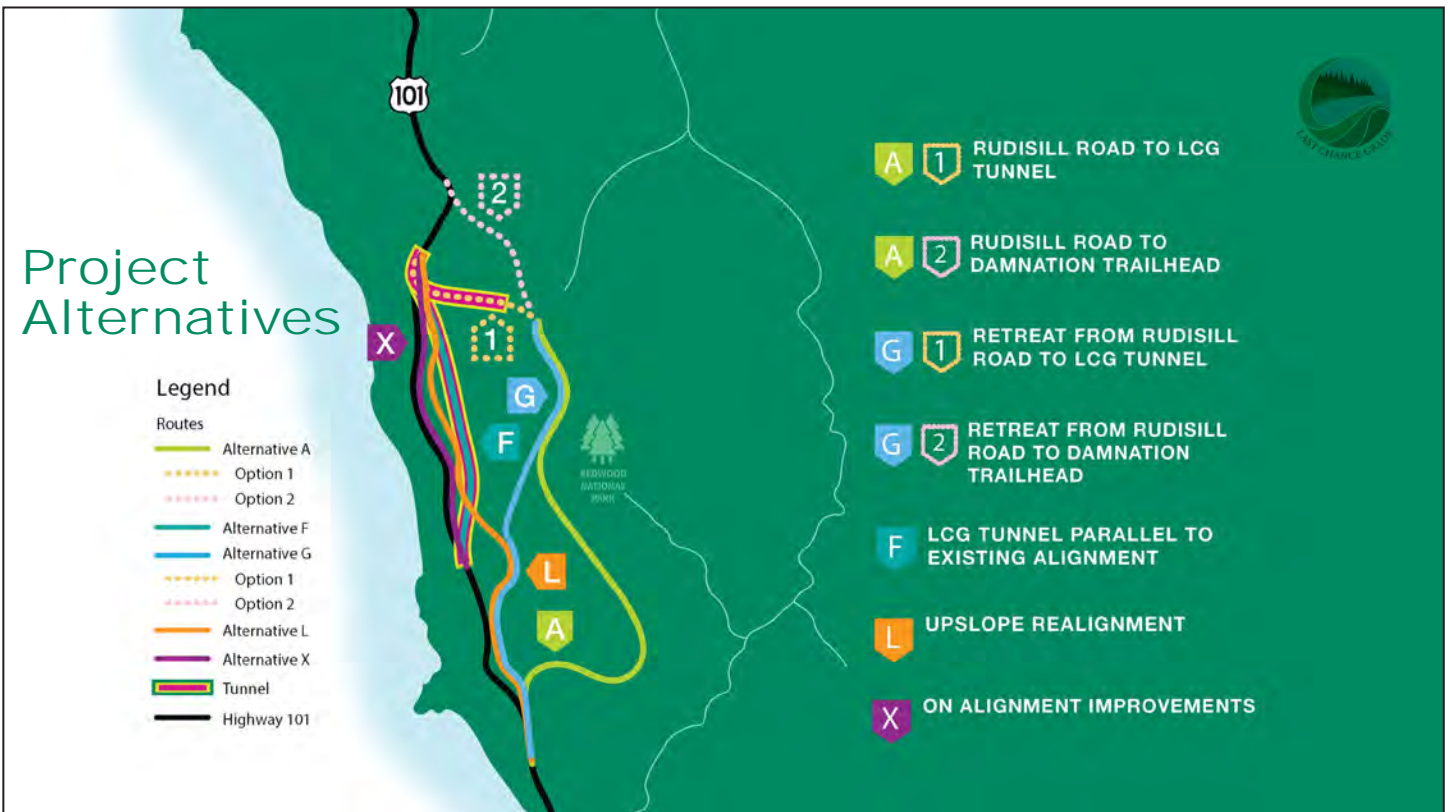 Project
Alternatives
Legend
Routes
Alternative A
Option 1
Option 2
Alternative F
Alternative G
Option 1
Option 2
Alternative L
Alternative X
Tunnel
Highway 101
101
2
1
X
G
F
L
A
REDWOOD
NATIONAL
PARK
LAST CHANCE GRADE
A 1 RUDISILL ROAD TO LCG
TUNNEL
A 2 RUDISILL ROAD TO
DAMNATION TRAILHEAD
G 1 RETREAT FROM RUDISILL
ROAD TO LCG TUNNEL
G 2 RETREAT FROM RUDISILL
ROAD TO DAMNATION
TRAILHEAD
F LCG TUNNEL PARALLEL TO
EXISTING ALIGNMENT
L UPSLOPE REALIGNMENT
X ON ALIGNMENT IMPROVEMENTS